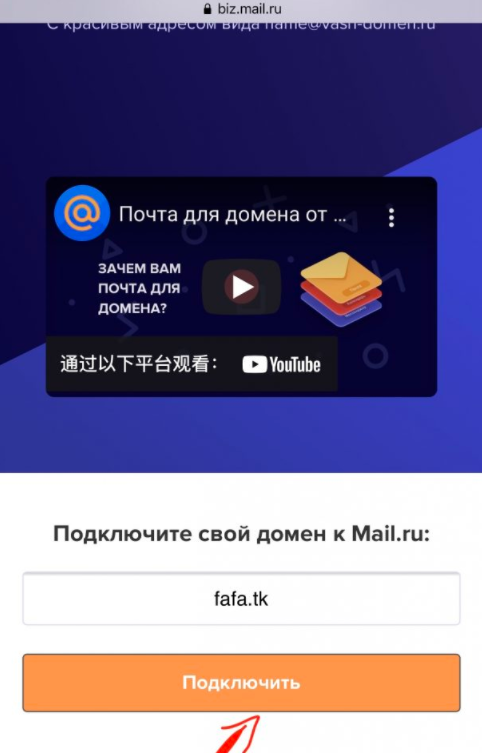 biz.mail.ru
С красивым адресом вида name@vash-domen.ru
Почта для домена от ...
ЗАЧЕМ ВАМ
ПОЧТА ДЛЯ
ДОМЕНА?
通过以下平台观看： YouTube
Подключите свой домен к Mail.ru:
fafa.tk
Подключить